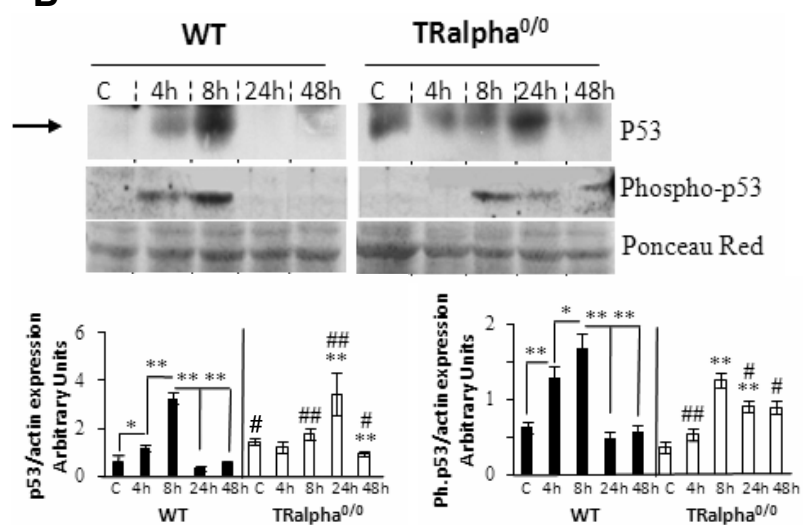 B
WT TRalpha0/0
C 4h 8h 24h 48h C 4h 8h 24h 48h
P53
Phospho-p53
Ponceau Red
p53/actin expression
Arbitrary Units
6
4
2
0
* ** ** ** # ## ## ** # **
C 4h 8h 24h 48h C 4h 8h 24h 48h
WT TRalpha0/0
Ph.p53/actin expression
Arbitrary Units
2
1
0
** * ** ** ## ** # ** #
C 4h 8h 24h 48h C 4h 8h 24h 48h
WT TRalpha0/0